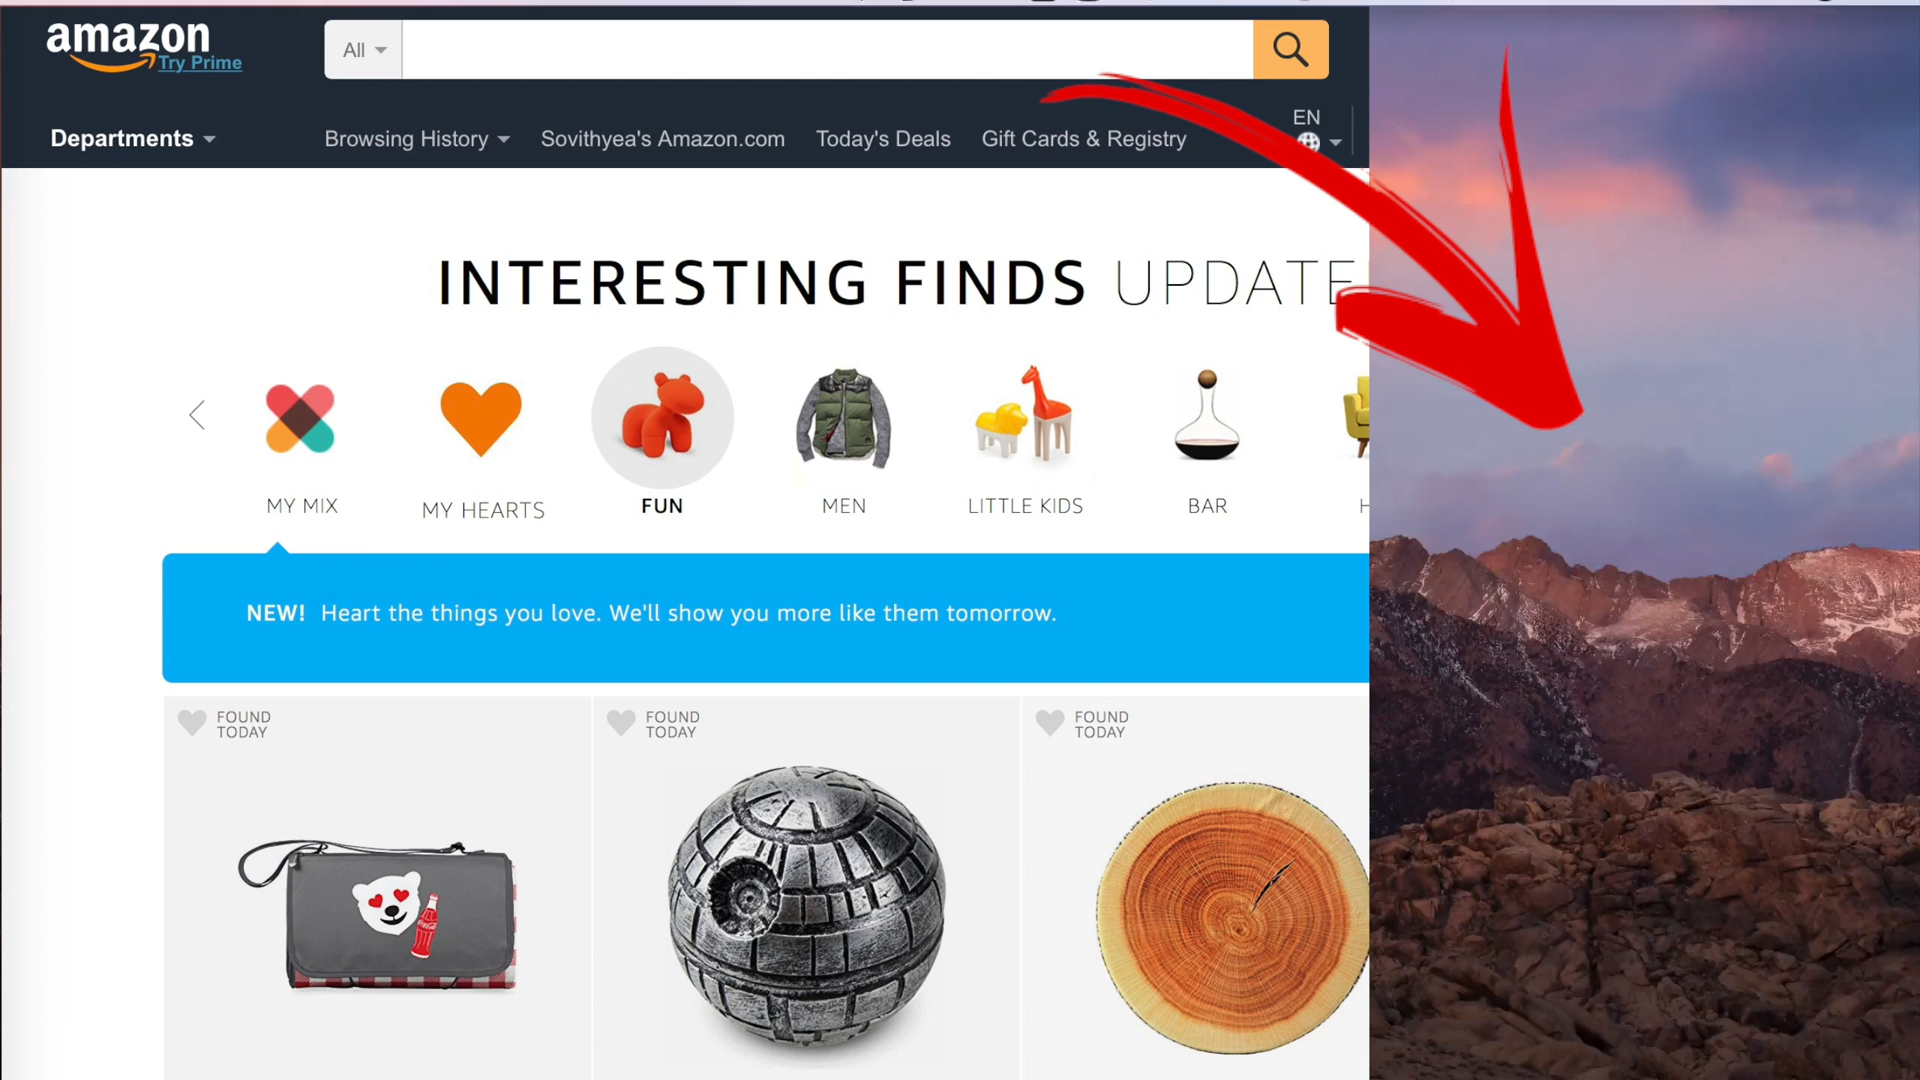 amazon
Try Prime
All
Departments
Browsing History
Sovithyea's Amazon.com
Today's Deals
Gift Cards & Registry
EN
INTERESTING FINDS UPDATE
MY MIX
MY HEARTS
FUN
MEN
LITTLE KIDS
BAR
H
NEW! Heart the things you love. We'll show you more like them tomorrow.
FOUND
TODAY
FOUND
TODAY
FOUND
TODAY
Coca-Cola